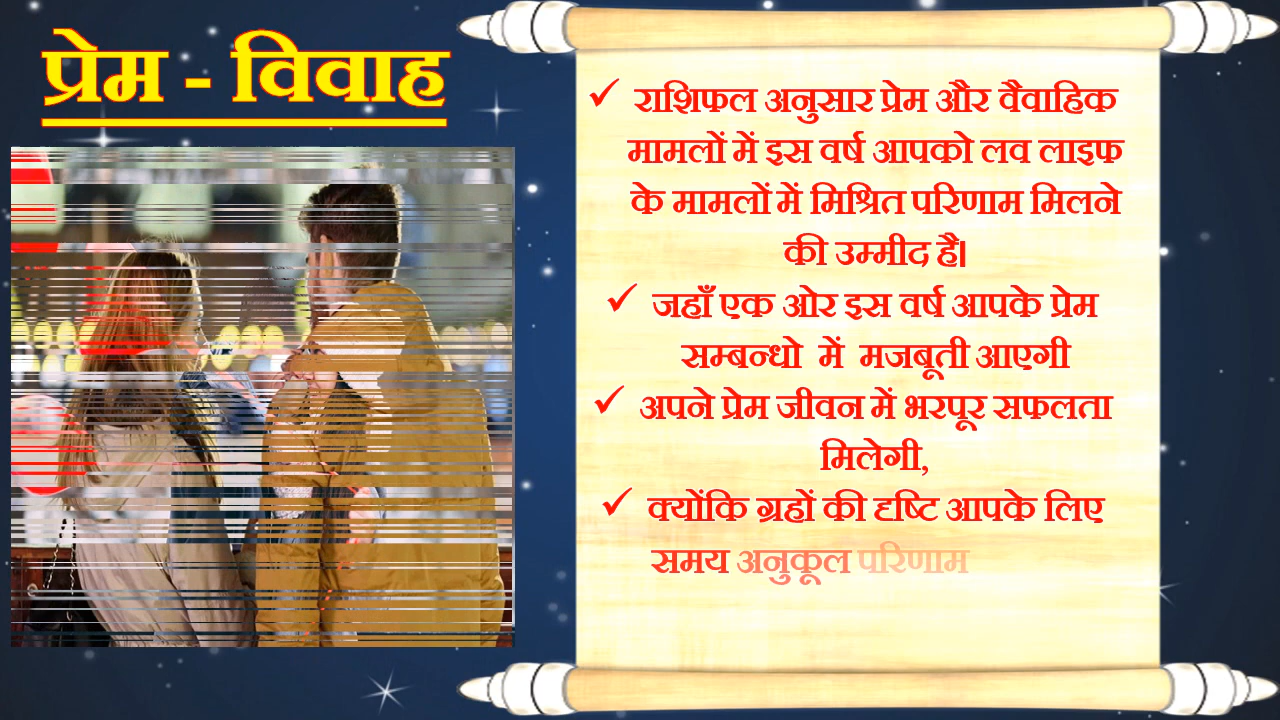 प्रेम - विवाह
✓ राशिफल अनुसार प्रेम और वैवाहिक
मामलों में इस वर्ष आपको लव लाइफ
के मामलों में मिश्रित परिणाम मिलने
की उम्मीद है।
✓ जहाँ एक ओर इस वर्ष आपके प्रेम
सम्बन्धो में मजबूती आएगी
✓ अपने प्रेम जीवन में भरपूर सफलता
मिलेगी,
✓ क्योंकि ग्रहों की दृष्टि आपके लिए
समय अनुकूल परिणाम